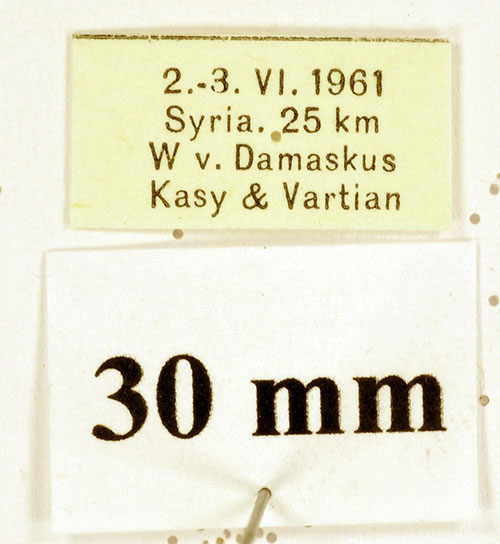 2.-3. VI. 1961
Syria. 25 km
W v. Damaskus
Kasy & Vartian
30 mm